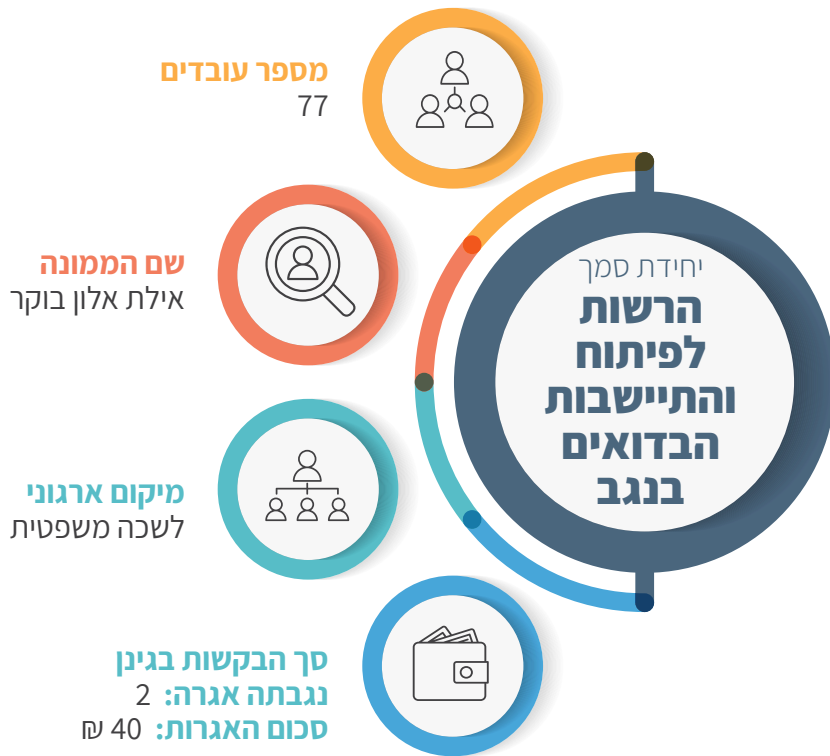 יחידת סמך
הרשות
לפיתוח
והתיישבות
הבדואים
בנגב
מספר עובדים
77
שם הממונה
אילת אלון בוקר
מיקום ארגוני
לשכה משפטית
סך הבקשות בגינן
נגבתה אגרה: 2
סכום האגרות: 40 ₪